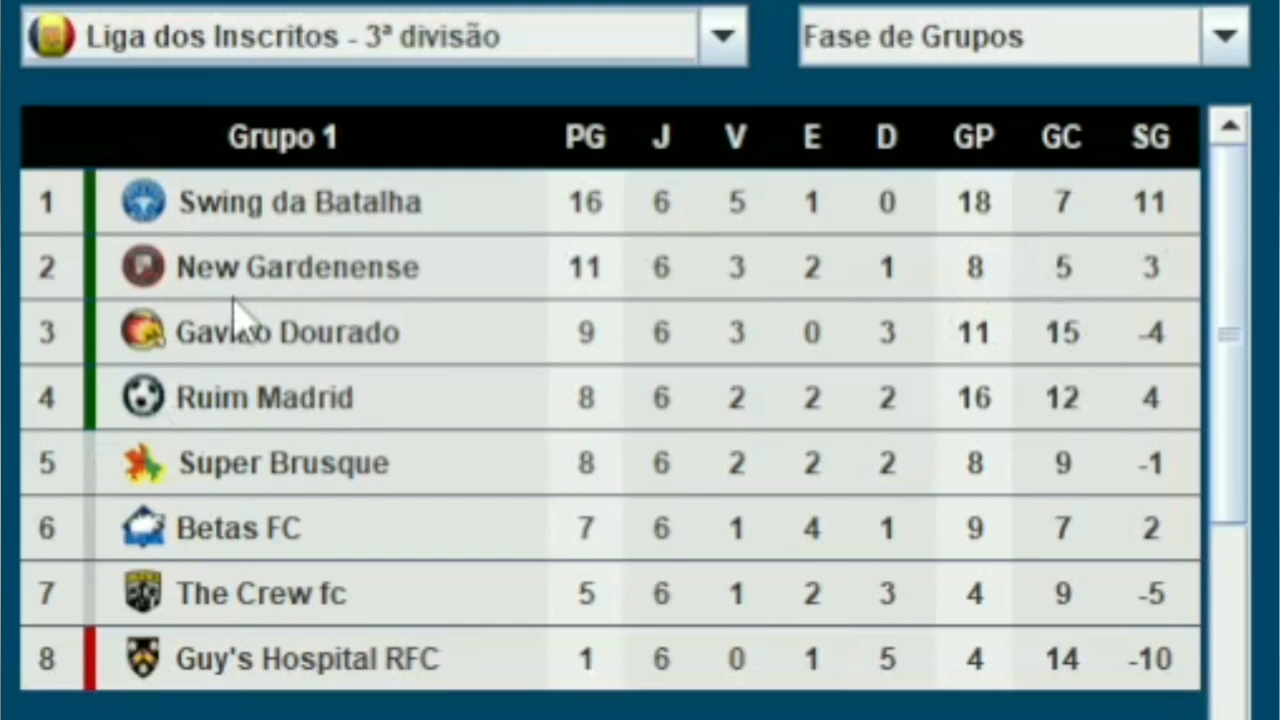 Liga dos Inscritos - 3ª divisão Fase de Grupos
Grupo 1 PG J V E D GP GC SG
1 Swing da Batalha 16 6 5 1 0 18 7 11
2 New Gardenense 11 6 3 2 1 8 5 3
3 Gavião Dourado 9 6 3 0 3 11 15 -4
4 Ruim Madrid 8 6 2 2 2 16 12 4
5 Super Brusque 8 6 2 2 2 8 9 -1
6 Betas FC 7 6 1 4 1 9 7 2
7 The Crew fc 5 6 1 2 3 4 9 -5
8 Guy's Hospital RFC 1 6 0 1 5 4 14 -10